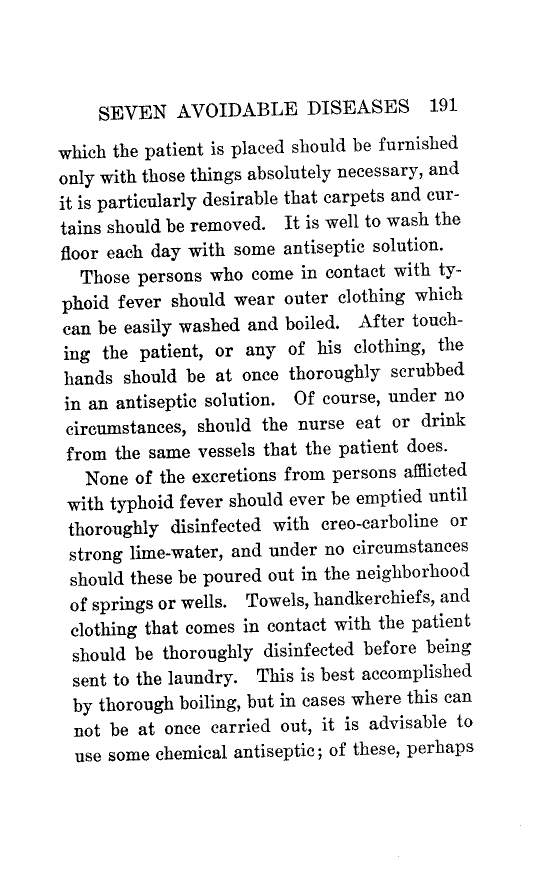 SEVEN AVOIDABLE DISEASES 191
which the patient is placed should be furnished
only with those things absolutely necessary, and
it is particularly desirable that carpets and cur-
tains should be removed. It is well to wash the
floor each day with some antiseptic solution.
Those persons who come in contact with ty-
phoid fever should wear outer clothing which
can be easily washed and boiled. After touch-
ing the patient, or any of his clothing, the
hands should be at once thoroughly scrubbed
in an antiseptic solution. Of course, under no
circumstances, should the nurse eat or drink
from the same vessels that the patient does.
None of the excretions from persons afflicted
with typhoid fever should ever be emptied until
thoroughly disinfected with creo-carboline or
strong lime-water, and under no circumstances
should these be poured out in the neighborhood
of springs or wells. Towels, handkerchiefs, and
clothing that comes in contact with the patient
should be thoroughly disinfected before being
sent to the laundry. This is best accomplished
by thorough boiling, but in cases where this can
not be at once carried out, it is advisable to
use some chemical antiseptic; of these, perhaps